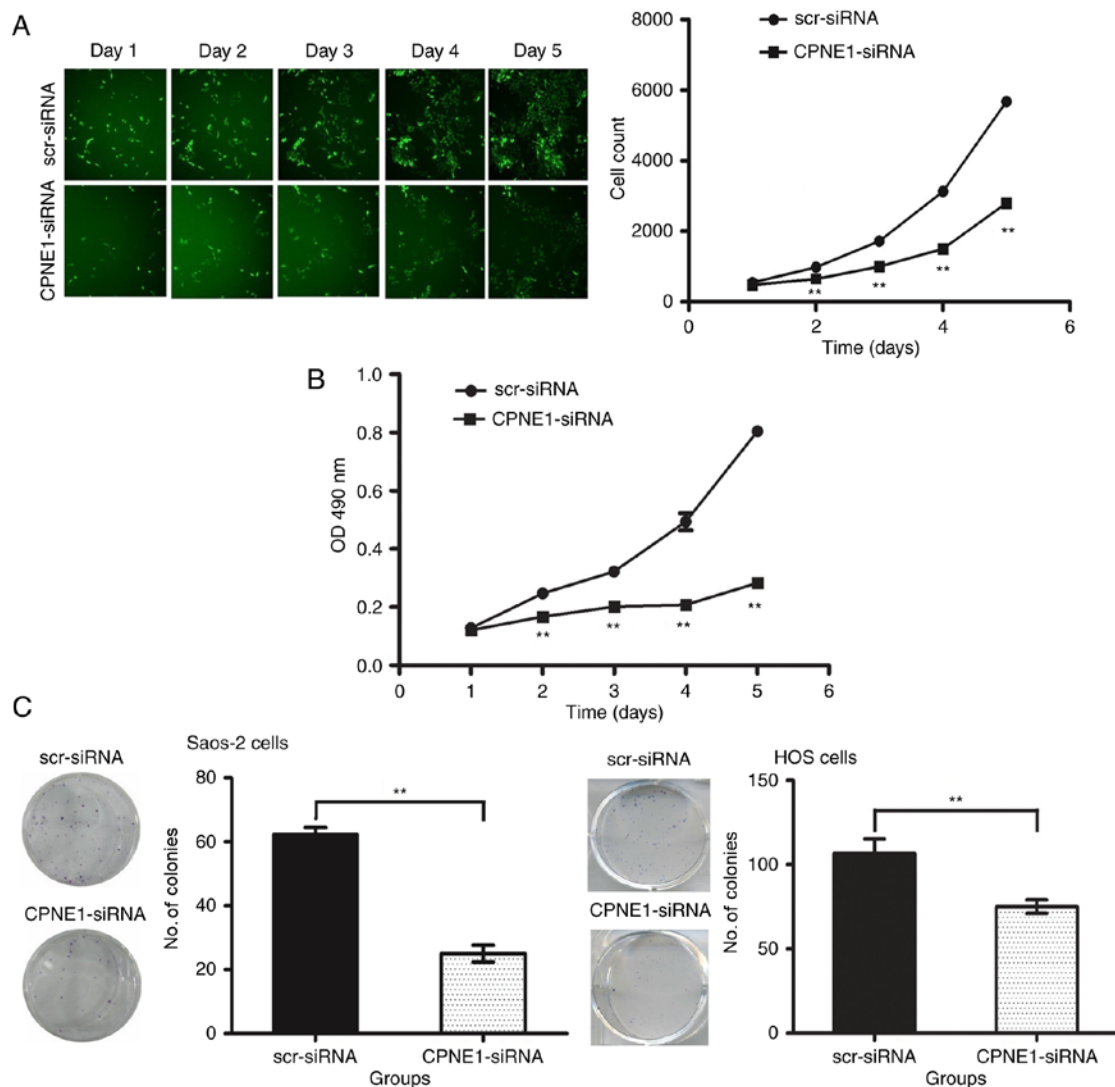 A
Day 1 Day 2 Day 3 Day 4 Day 5
scr-siRNA
CPNE1-siRNA
8000
6000
4000
2000
0
Cell count
scr-siRNA
CPNE1-siRNA
**
**
**
**
0 2 4 6
Time (days)
B
1.0
0.8
0.6
0.4
0.2
0.0
OD 490 nm
scr-siRNA
CPNE1-siRNA
**
**
**
**
0 1 2 3 4 5 6
Time (days)
C
scr-siRNA
CPNE1-siRNA
Saos-2 cells
80
60
40
20
0
No. of colonies
**
scr-siRNA CPNE1-siRNA
Groups
scr-siRNA
CPNE1-siRNA
HOS cells
150
100
50
0
No. of colonies
**
scr-siRNA CPNE1-siRNA
Groups